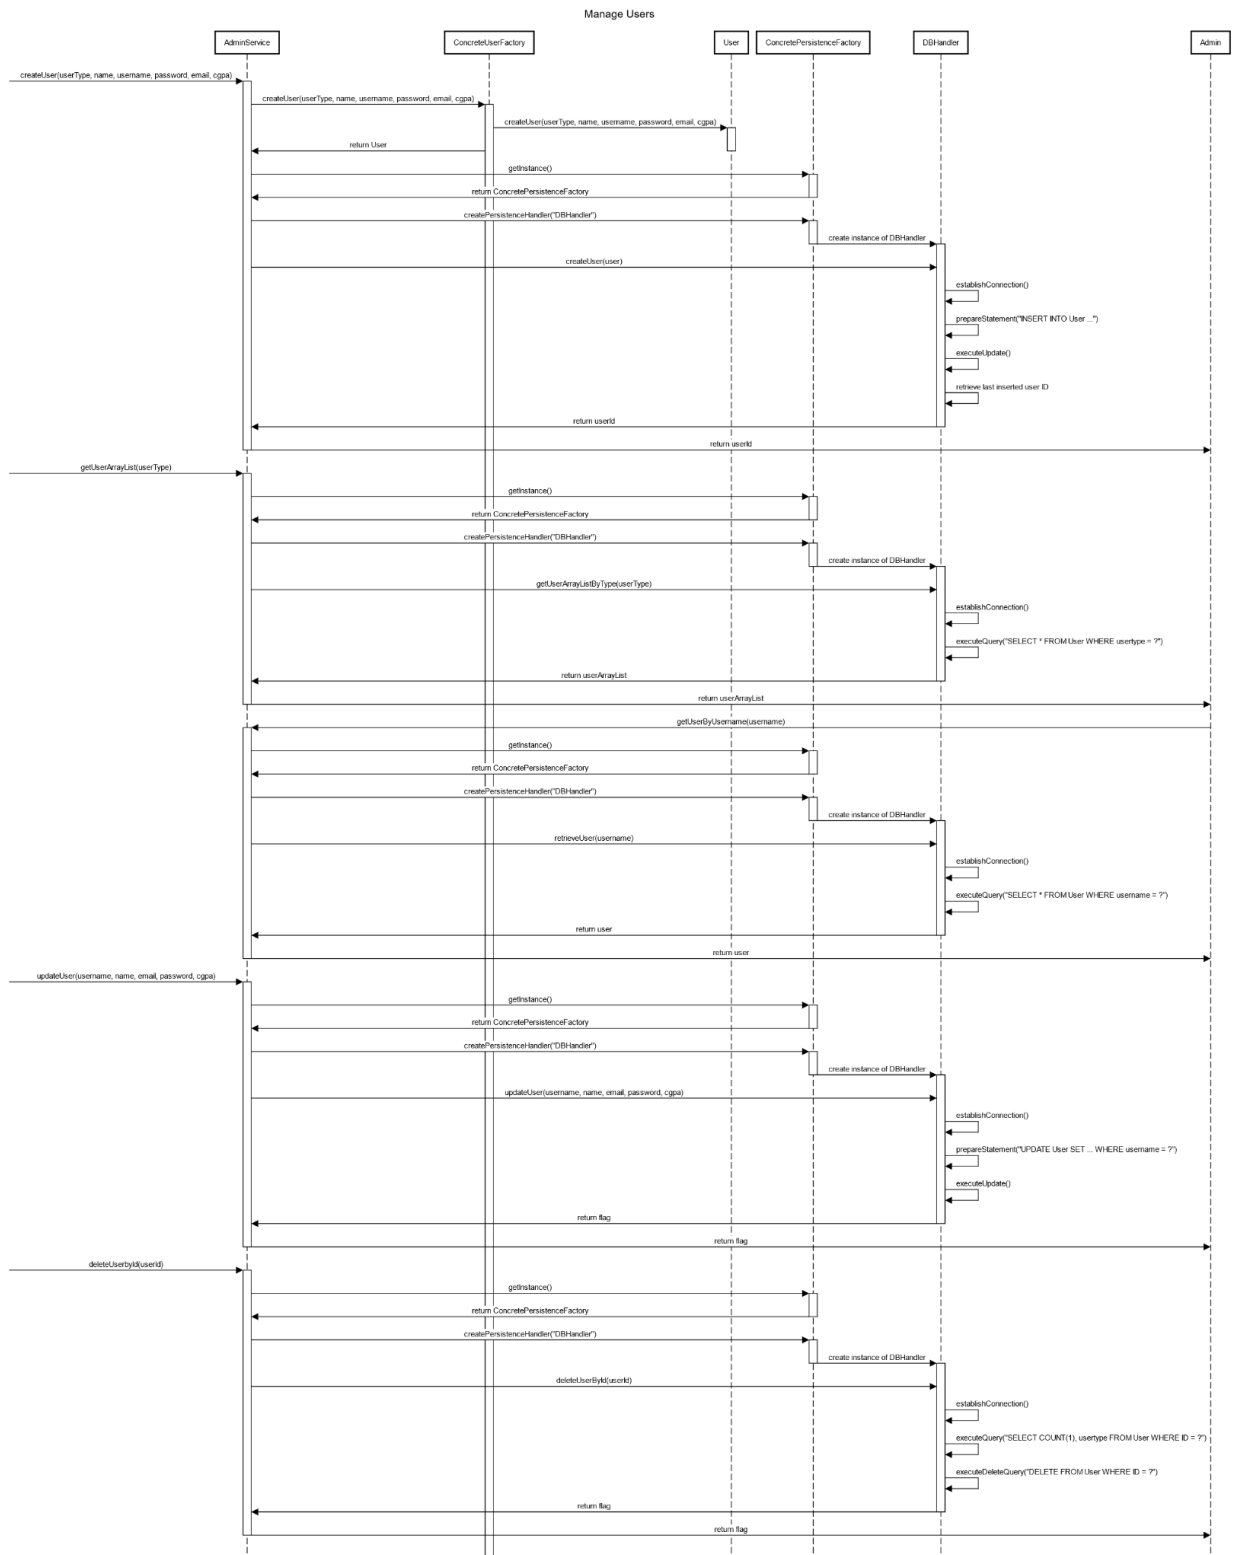 Manage Users
AdminService
ConcreteUserFactory
User
ConcretePersistenceFactory
DBHandler
Admin
createUser(userType, name, username, password, email, cgpa)
createUser(userType, name, username, password, email, cgpa)
createUser(userType, name, username, password, email, cgpa)
return User
getInstance()
return ConcretePersistenceFactory
createPersistenceHandler("DBHandler")
create instance of DBHandler
createUser(user)
establishConnection()
prepareStatement("INSERT INTO User ...")
executeUpdate()
retrieve last inserted user ID
return userId
return userId
getUserArrayList(userType)
getInstance()
return ConcretePersistenceFactory
createPersistenceHandler("DBHandler")
create instance of DBHandler
getUserArrayListByType(userType)
establishConnection()
executeQuery("SELECT * FROM User WHERE usertype = ?")
return userArrayList
return userArrayList
getUserByUsername(username)
getInstance()
return ConcretePersistenceFactory
createPersistenceHandler("DBHandler")
create instance of DBHandler
retrieveUser(username)
establishConnection()
executeQuery("SELECT * FROM User WHERE username = ?")
return user
return user
updateUser(username, name, email, password, cgpa)
getInstance()
return ConcretePersistenceFactory
createPersistenceHandler("DBHandler")
create instance of DBHandler
updateUser(username, name, email, password, cgpa)
establishConnection()
prepareStatement("UPDATE User SET ... WHERE username = ?")
executeUpdate()
return flag
return flag
deleteUserbyId(userId)
getInstance()
return ConcretePersistenceFactory
createPersistenceHandler("DBHandler")
create instance of DBHandler
deleteUserById(userId)
establishConnection()
executeQuery("SELECT COUNT(1), usertype FROM User WHERE ID = ?")
executeDeleteQuery("DELETE FROM User WHERE ID = ?")
return flag
return flag